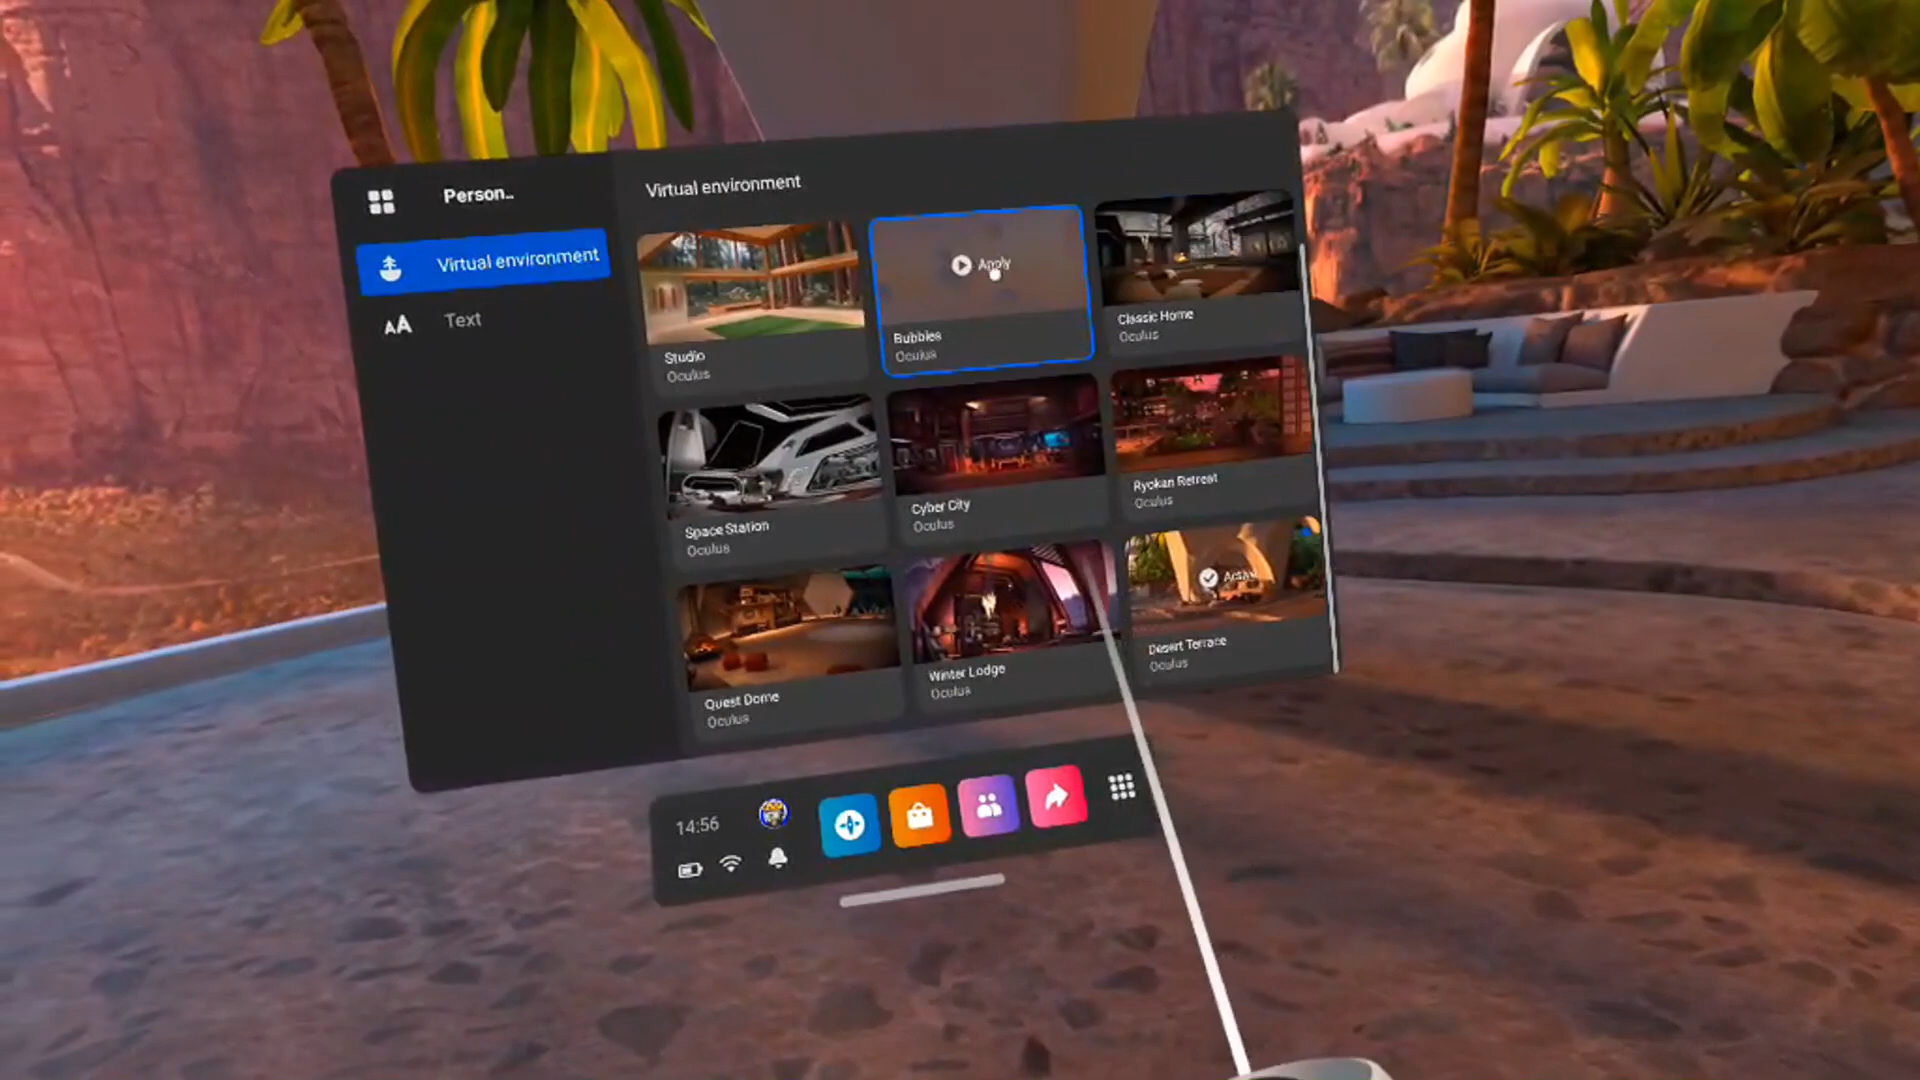 Person..
Virtual environment
Text
Virtual environment
Studio
Oculus
Apply
Bubbles
Oculus
Classic Home
Oculus
Space Station
Oculus
Cyber City
Oculus
Ryokan Retreat
Oculus
Quest Dome
Oculus
Winter Lodge
Oculus
Active
Desert Terrace
Oculus
14:56